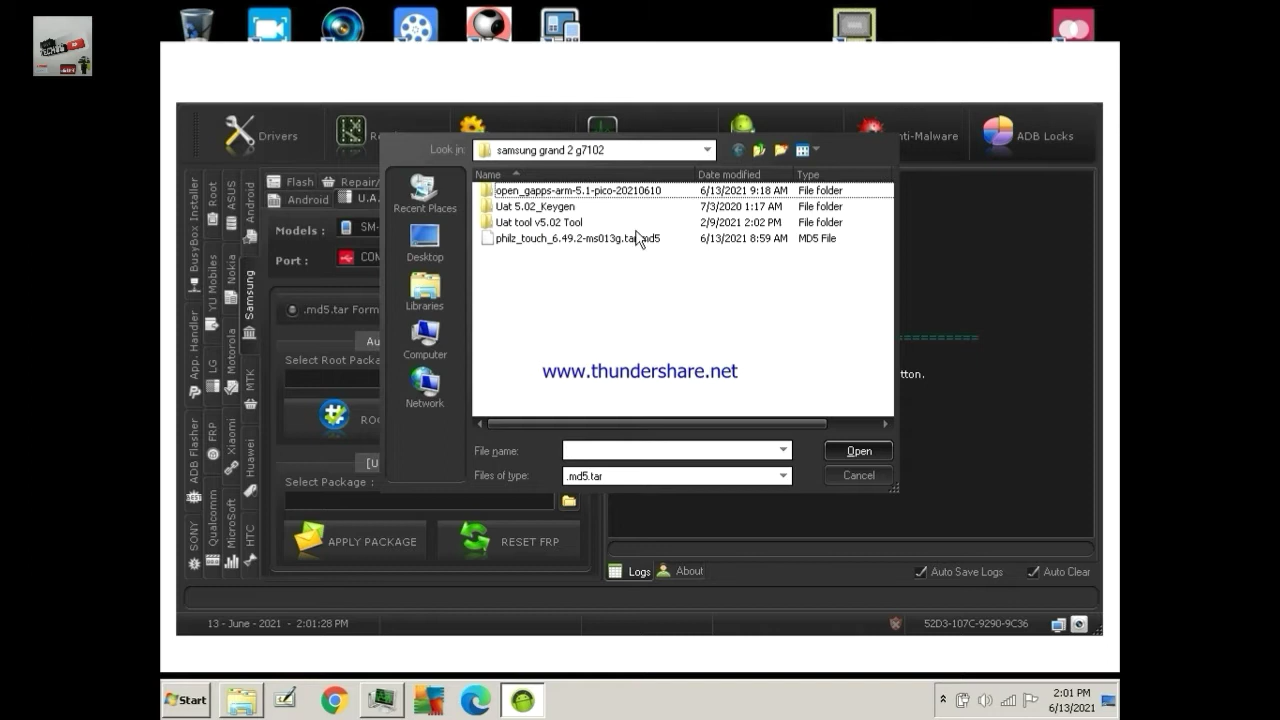 Drivers
nti-Malware
ADB Locks
Look in:
samsung grand 2 g7102
Name
Date modified
Type
open_gapps-arm-5.1-pico-20210610
6/13/2021 9:18 AM
File folder
Uat 5.02_Keygen
7/3/2020 1:17 AM
File folder
Uat tool v5.02 Tool
2/9/2021 2:02 PM
File folder
philz_touch_6.49.2-ms013g.tar.md5
6/13/2021 8:59 AM
MD5 File
Recent Places
Desktop
Libraries
Computer
Network
www.thundershare.net
File name:
Open
Files of type:
.md5.tar
Cancel
BusyBox Installer
App. Handler
ADB Flasher
SONY
Root
YU Mobiles
LG
FRP
Qualcomm
ASUS
Nokia
Motorola
Xiaomi
MicroSoft
Android
Samsung
MTK
Huawei
HTC
Flash
Repair/
Android
U.A.
Models :
SM-
Port :
COM
.md5.tar Form
Au
Select Root Packa
ROO
[U
Select Package :
APPLY PACKAGE
RESET FRP
tton.
Logs
About
Auto Save Logs
Auto Clear
13 - June - 2021 - 2:01:28 PM
52D3-107C-9290-9C36
Start
2:01 PM
6/13/2021